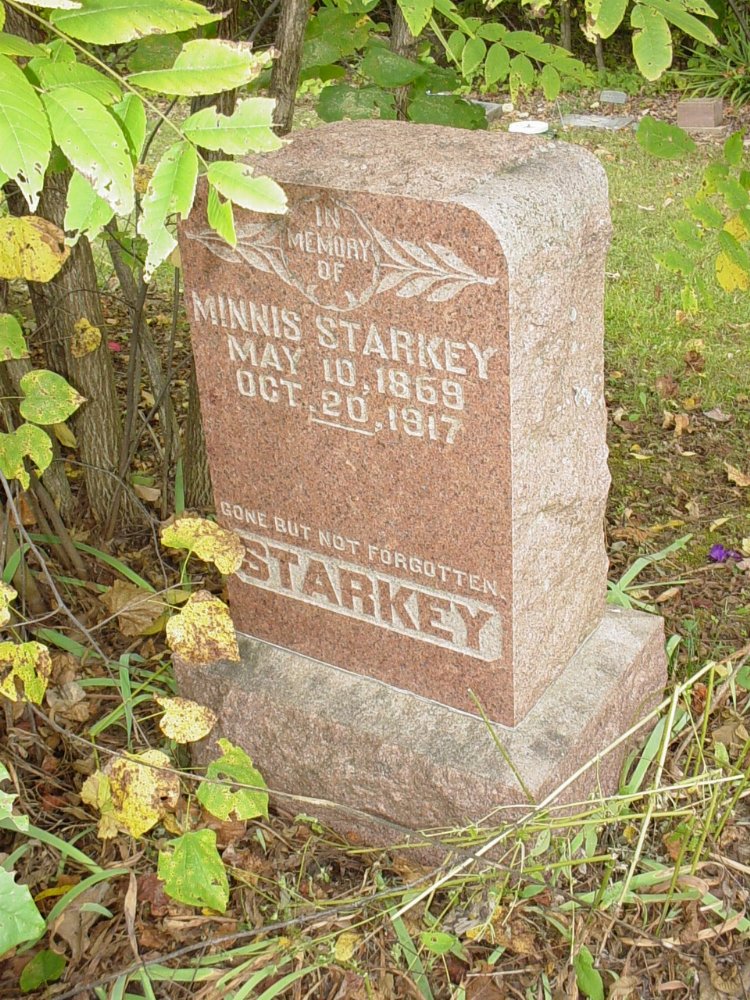 IN
MEMORY
OF
MINNIS STARKEY
MAY 10, 1869
OCT. 20, 1917
GONE BUT NOT FORGOTTEN.
STARKEY